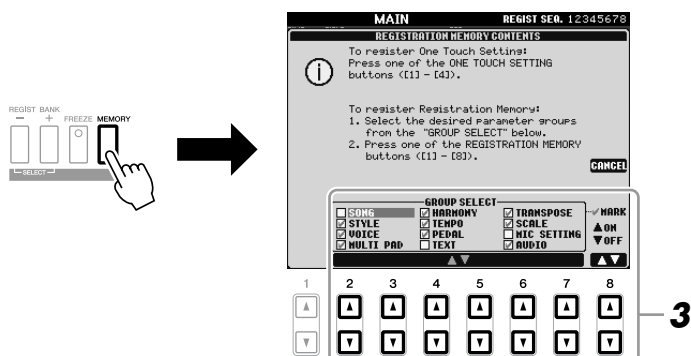 MAIN REGIST SEQ. 12345678
REGISTRATION MEMORY CONTENTS
To register One Touch Setting:
Press one of the ONE TOUCH SETTING
buttons ([1] – [4]).
To register Registration Memory:
1. Select the desired parameter groups
from the "GROUP SELECT" below.
2. Press one of the REGISTRATION MEMORY
buttons ([1] – [8]).
CANCEL
REGIST BANK
– +
FREEZE MEMORY
SELECT
GROUP SELECT
SONG HARMONY TRANSPOSE MARK
STYLE TEMPO SCALE ▲ON
VOICE PEDAL MIC SETTING ▼OFF
MULTI PAD TEXT AUDIO
1 2 3 4 5 6 7 8
3